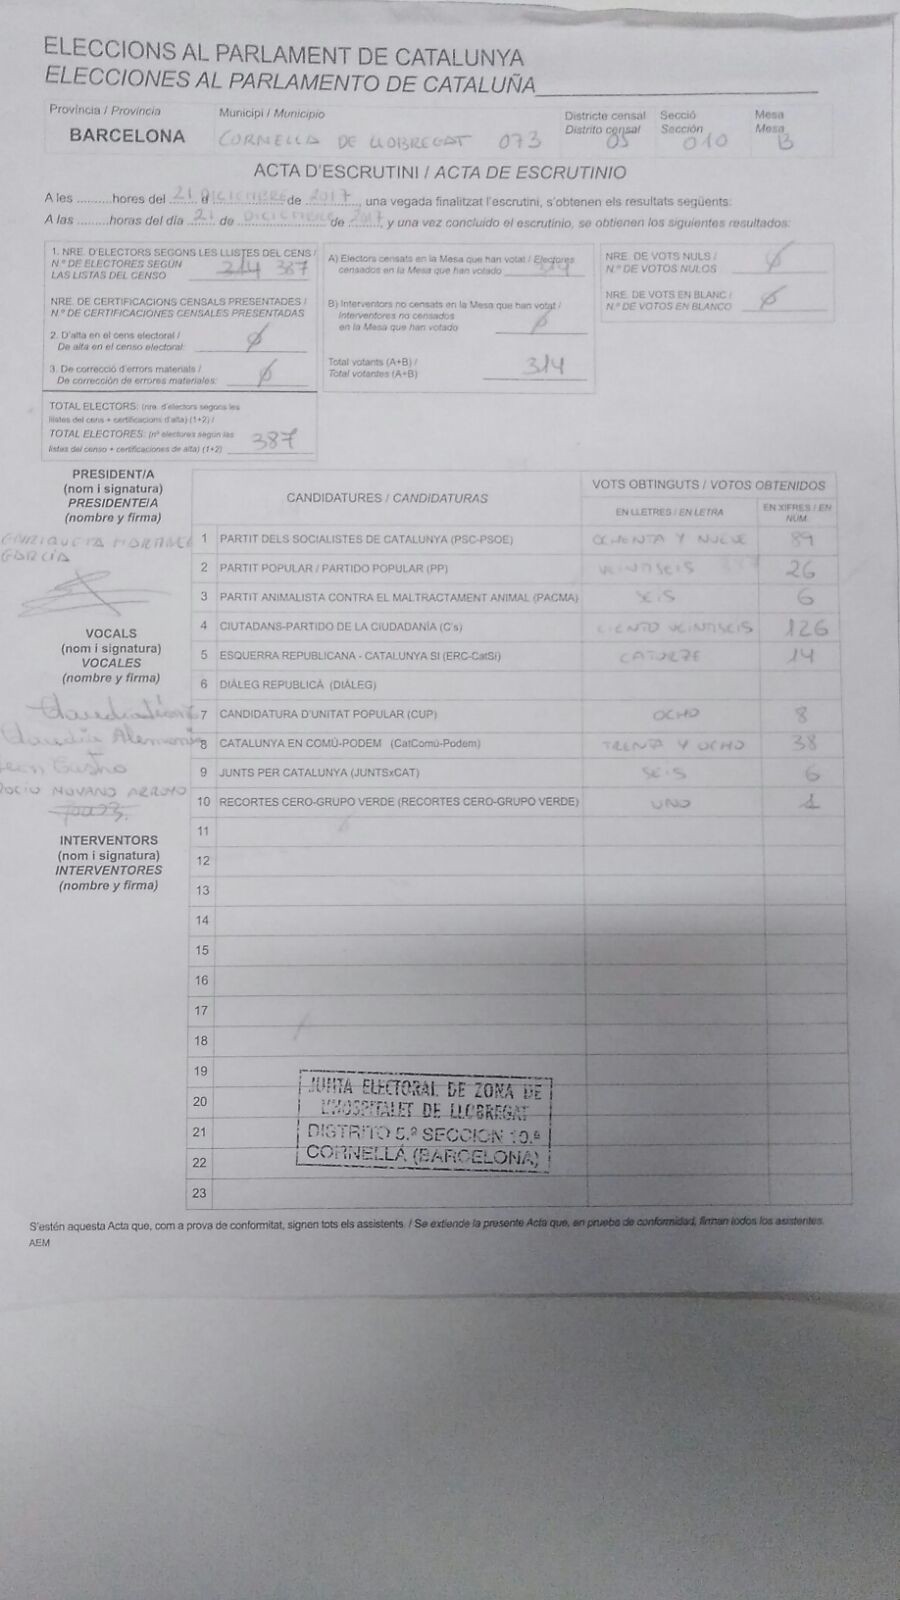 ELECCIONS AL PARLAMENT DE CATALUNYA
ELECCIONES AL PARLAMENTO DE CATALUÑA
Província / Provincia
BARCELONA
Municipi / Municipio
CORNELLA DE LLOBREGAT 073
Districte censal
Distrito censal
05
Secció
Sección
010
Mesa
Mesa
B
ACTA D'ESCRUTINI / ACTA DE ESCRUTINIO
A les .........hores del 21 d DICIEMBRE de 2017, una vegada finalitzat l'escrutini, s'obtenen els resultats següents:
A las .........horas del día 21 de DICIEMBRE de 2017, y una vez concluido el escrutinio, se obtienen los siguientes resultados:
1. NRE. D'ELECTORS SEGONS LES LLISTES DEL CENS /
N.º DE ELECTORES SEGÚN
LAS LISTAS DEL CENSO
314 387
NRE. DE CERTIFICACIONS CENSALS PRESENTADES /
N.º DE CERTIFICACIONES CENSALES PRESENTADAS
2. D'alta en el cens electoral /
De alta en el censo electoral:
Ø
3. De correcció d'errors materials /
De corrección de errores materiales:
Ø
TOTAL ELECTORS: (nre. d'electors segons les
llistes del cens + certificacions d'alta) (1+2) /
TOTAL ELECTORES: (nº electores según las
listas del censo + certificaciones de alta) (1+2)
387
A) Electors censats en la Mesa que han votat / Electores
censados en la Mesa que han votado
314
B) Interventors no censats en la Mesa que han votat /
Interventores no censados
en la Mesa que han votado
Ø
Total votants (A+B) /
Total votantes (A+B)
314
NRE. DE VOTS NULS /
N.º DE VOTOS NULOS
Ø
NRE. DE VOTS EN BLANC /
N.º DE VOTOS EN BLANCO
Ø
PRESIDENT/A
(nom i signatura)
PRESIDENTE/A
(nombre y firma)
GARCÍA
VOCALS
(nom i signatura)
VOCALES
(nombre y firma)
INTERVENTORS
(nom i signatura)
INTERVENTORES
(nombre y firma)
CANDIDATURES / CANDIDATURAS
VOTS OBTINGUTS / VOTOS OBTENIDOS
EN LLETRES / EN LETRA
EN XIFRES / EN NUM.
1 PARTIT DELS SOCIALISTES DE CATALUNYA (PSC-PSOE) OCHENTA Y NUEVE 89
2 PARTIT POPULAR / PARTIDO POPULAR (PP) VEINTISEIS 26
3 PARTIT ANIMALISTA CONTRA EL MALTRACTAMENT ANIMAL (PACMA) SEIS 6
4 CIUTADANS-PARTIDO DE LA CIUDADANÍA (C's) CIENTO VEINTISEIS 126
5 ESQUERRA REPUBLICANA - CATALUNYA SÍ (ERC-CatSí) CATORZE 14
6 DIÀLEG REPUBLICÀ (DIÀLEG)
7 CANDIDATURA D'UNITAT POPULAR (CUP) OCHO 8
8 CATALUNYA EN COMÚ-PODEM (CatComú-Podem) TRENTA Y OCHO 38
9 JUNTS PER CATALUNYA (JUNTSxCAT) SEIS 6
10 RECORTES CERO-GRUPO VERDE (RECORTES CERO-GRUPO VERDE) UNO 1
11
12
13
14
15
16
17
18
19
20
21
22
23
JUNTA ELECTORAL DE ZONA DE
L'HOSPITALET DE LLOBREGAT
DISTRITO 5.º SECCION 10.ª
CORNELLÁ (BARCELONA)
S'estén aquesta Acta que, com a prova de conformitat, signen tots els assistents. / Se extiende la presente Acta que, en prueba de conformidad, firman todos los asistentes.
AEM